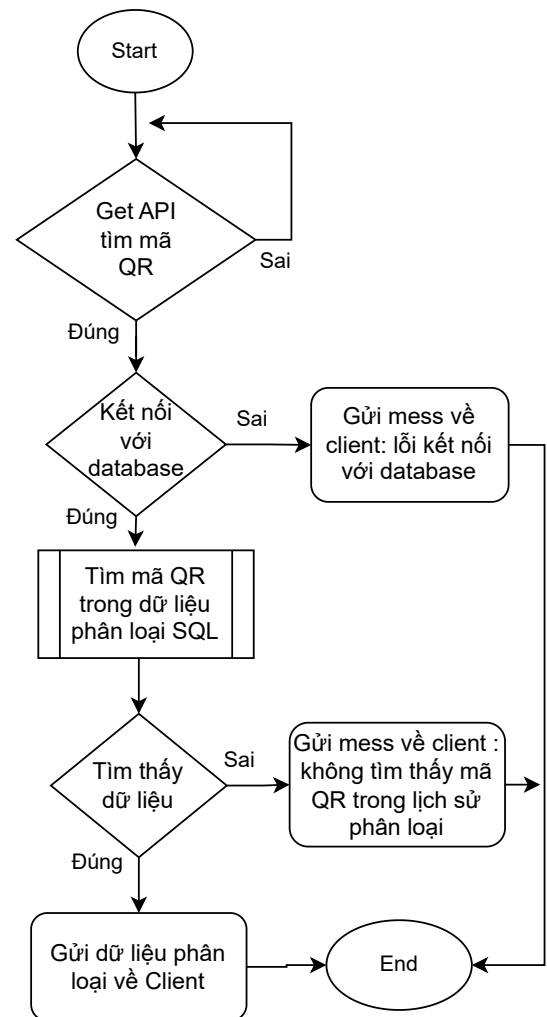 Start
Get API
tìm mã
QR
Sai
Đúng
Kết nối
với
database
Sai
Gửi mess về
client: lỗi kết nối
với database
Đúng
Tìm mã QR
trong dữ liệu
phân loại SQL
Tìm thấy
dữ liệu
Sai
Gửi mess về client :
không tìm thấy mã
QR trong lịch sử
phân loại
Đúng
Gửi dữ liệu phân
loại về Client
End